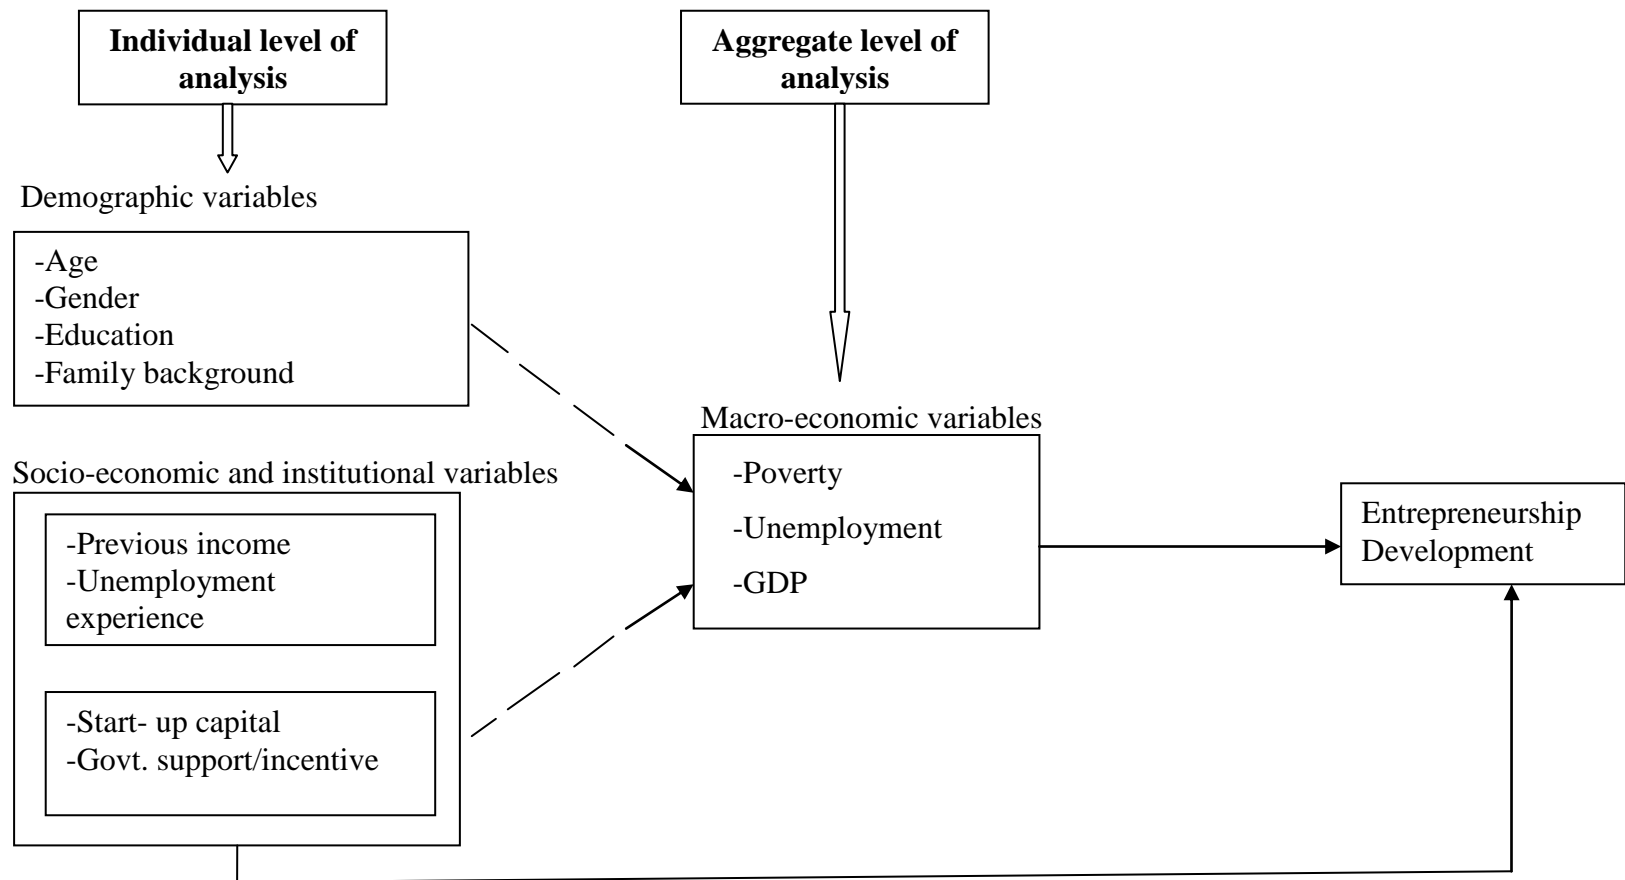 Individual level of
analysis
Aggregate level of
analysis
Demographic variables
-Age
-Gender
-Education
-Family background
Socio-economic and institutional variables
-Previous income
-Unemployment
experience
-Start- up capital
-Govt. support/incentive
Macro-economic variables
-Poverty
-Unemployment
-GDP
Entrepreneurship
Development